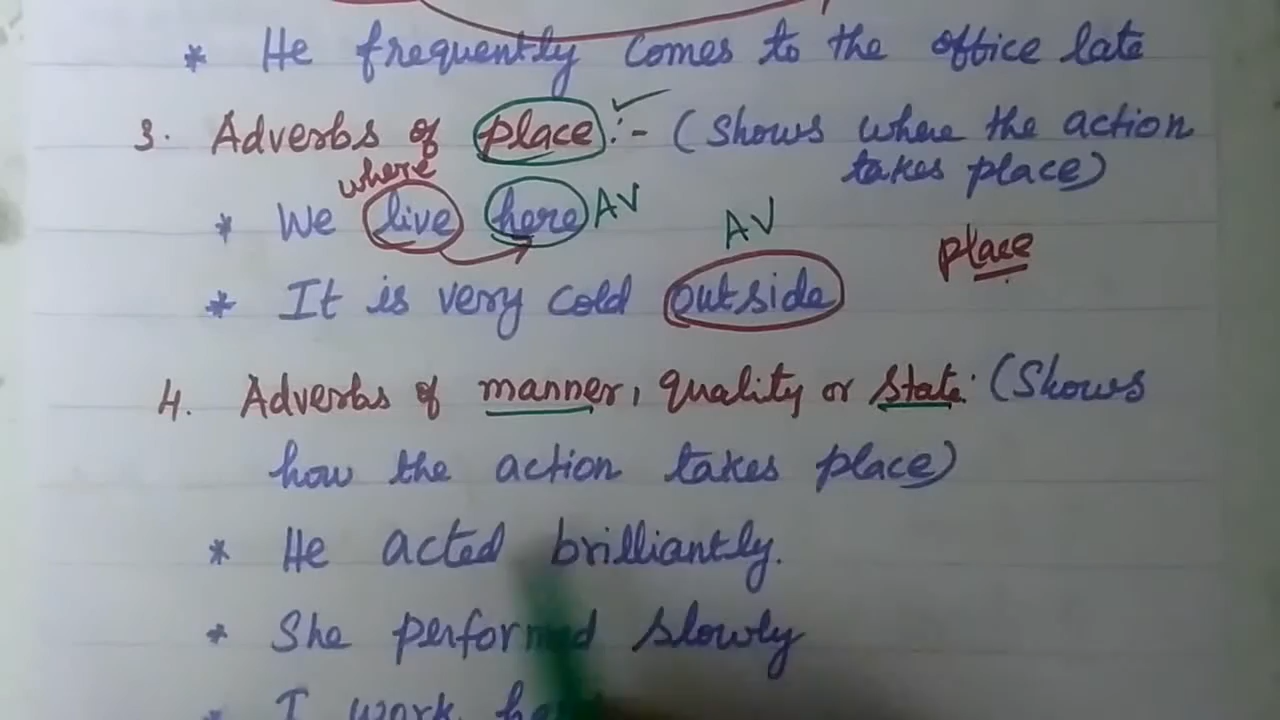 * He frequently comes to the office late
3. Adverbs of place :- (Shows where the action
takes place)
where
* We live here AV
AV
place
* It is very cold outside
4. Adverbs of manner, quality or state: (Shows
how the action takes place)
* He acted brilliantly.
* She performed slowly
* I work